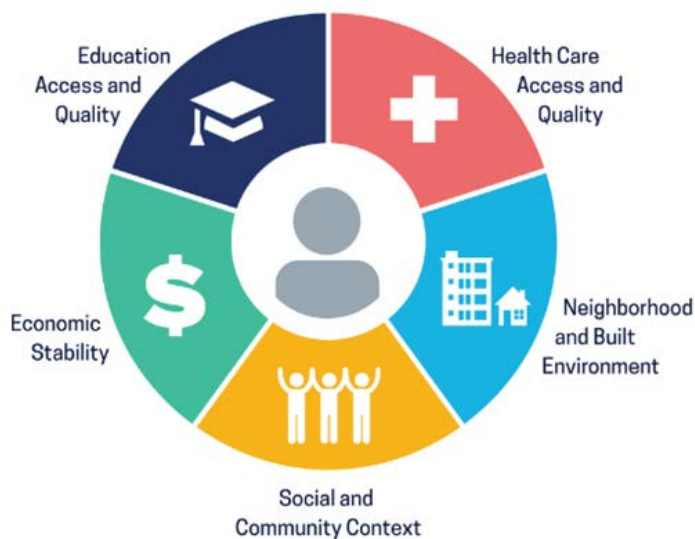 Education
Access and
Quality
Health Care
Access and
Quality
Economic
Stability
Neighborhood
and Built
Environment
Social and
Community Context